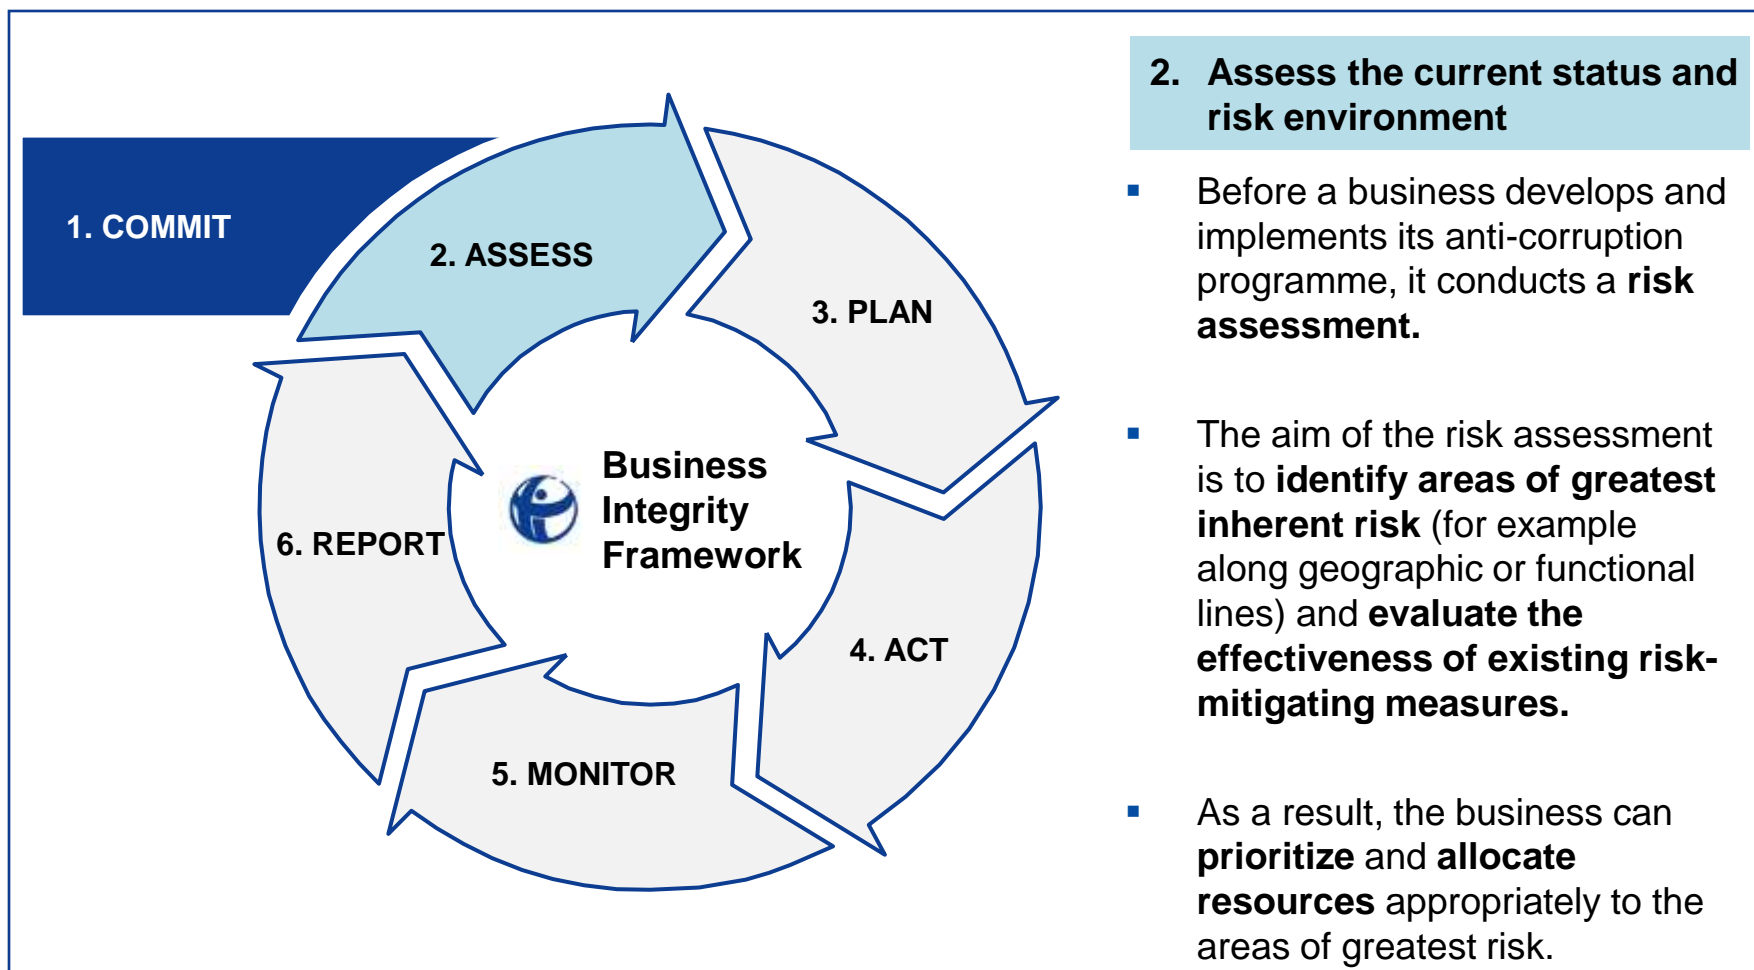 1. COMMIT
2. ASSESS
3. PLAN
4. ACT
5. MONITOR
6. REPORT
Business
Integrity
Framework
2. Assess the current status and
risk environment
▪ Before a business develops and
implements its anti-corruption
programme, it conducts a risk
assessment.
▪ The aim of the risk assessment
is to identify areas of greatest
inherent risk (for example
along geographic or functional
lines) and evaluate the
effectiveness of existing risk-
mitigating measures.
▪ As a result, the business can
prioritize and allocate
resources appropriately to the
areas of greatest risk.